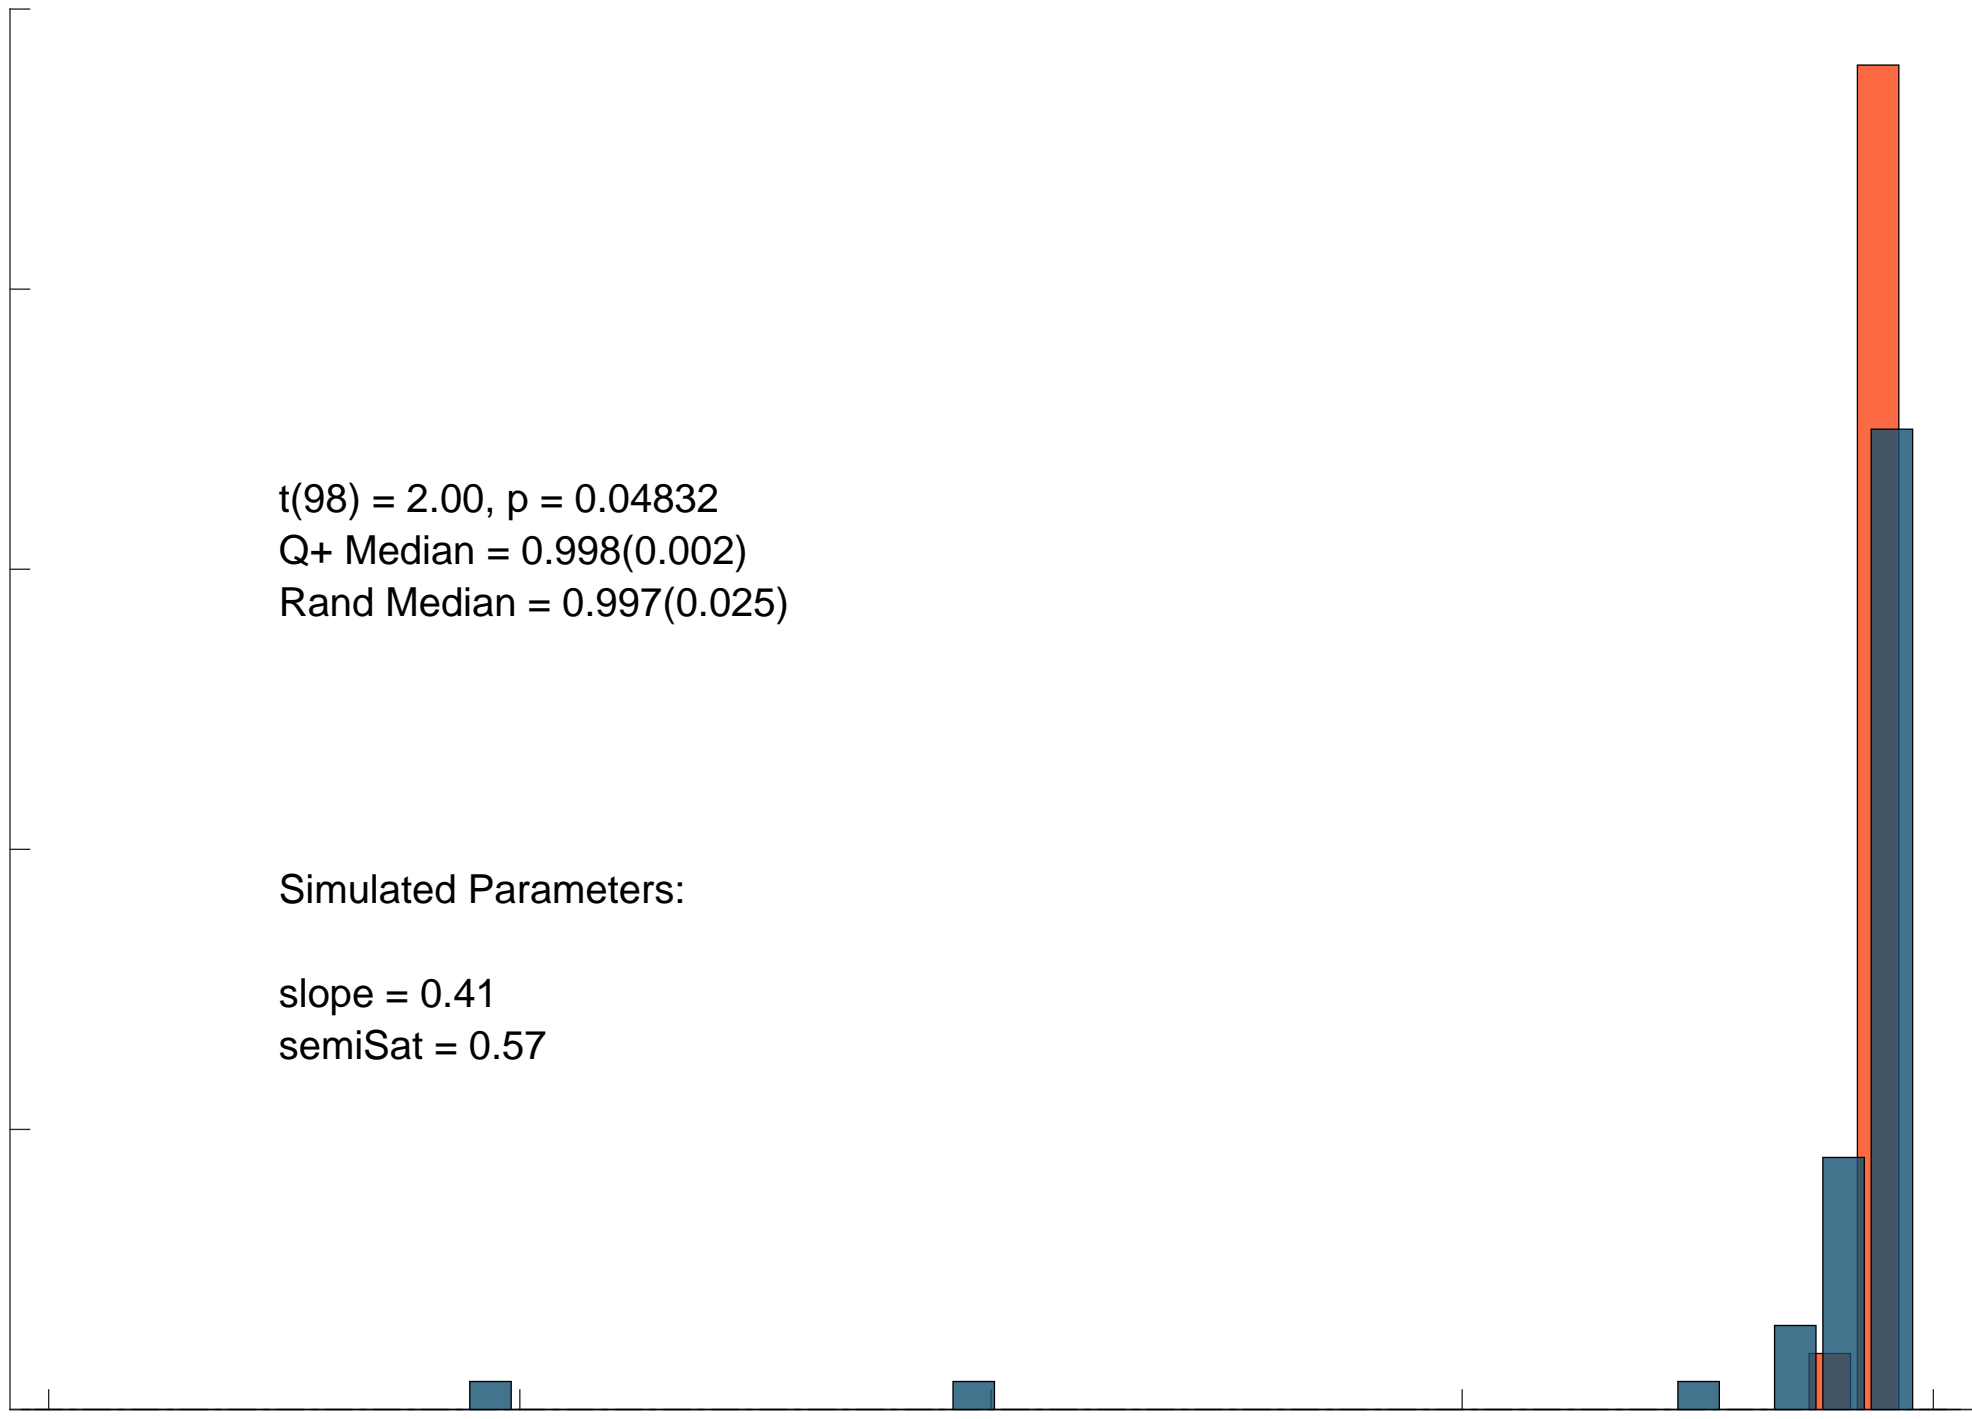 t(98) = 2.00, p = 0.04832
Q+ Median = 0.998(0.002)
Rand Median = 0.997(0.025)
Simulated Parameters:
slope = 0.41
semiSat = 0.57